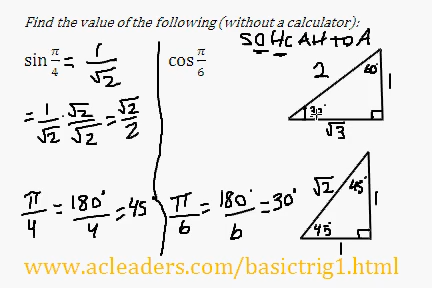 Find the value of the following (without a calculator):
SOHCAHTOA
sin π/4 = 1/√2
cos π/6
= 1/√2 · √2/√2 = √2/2
2
60°
1
30°
√3
π/4 = 180°/4 = 45°
π/6 = 180°/6 = 30°
√2
45°
1
45°
1
www.acleaders.com/basictrig1.html